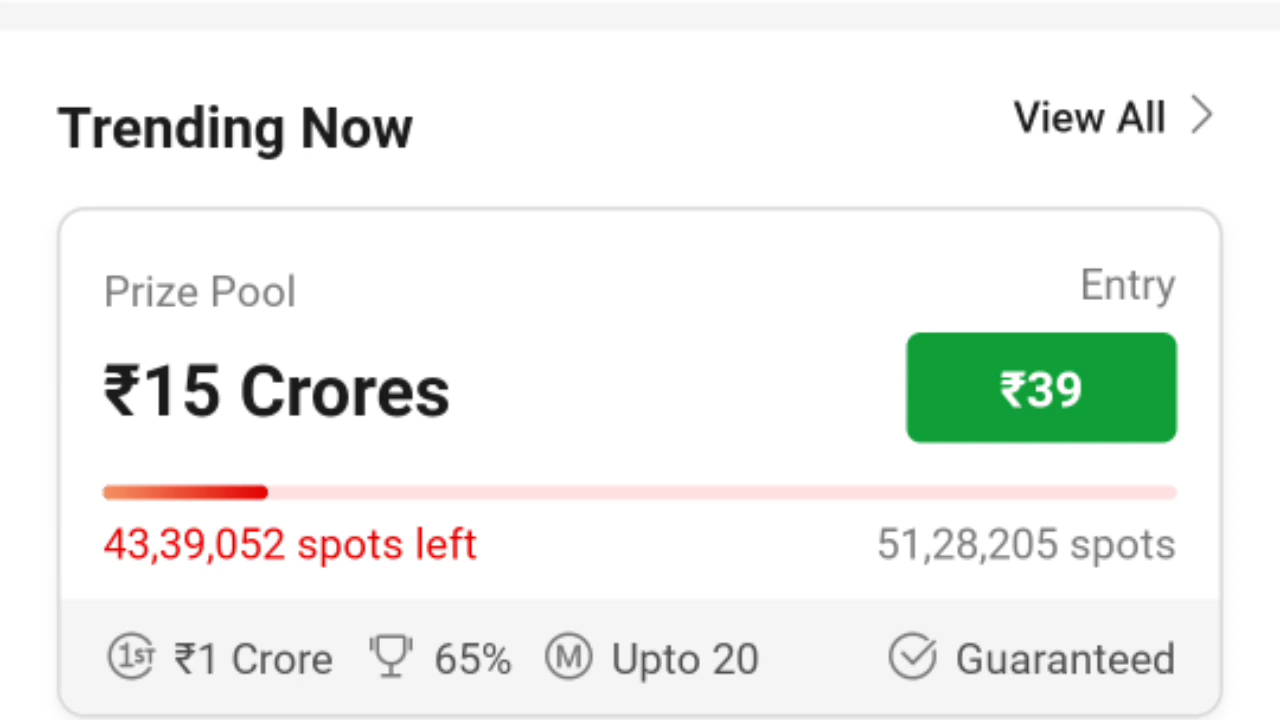 Trending Now
View All
Prize Pool
Entry
₹15 Crores
₹39
43,39,052 spots left
51,28,205 spots
1ST ₹1 Crore 65% M Upto 20 Guaranteed